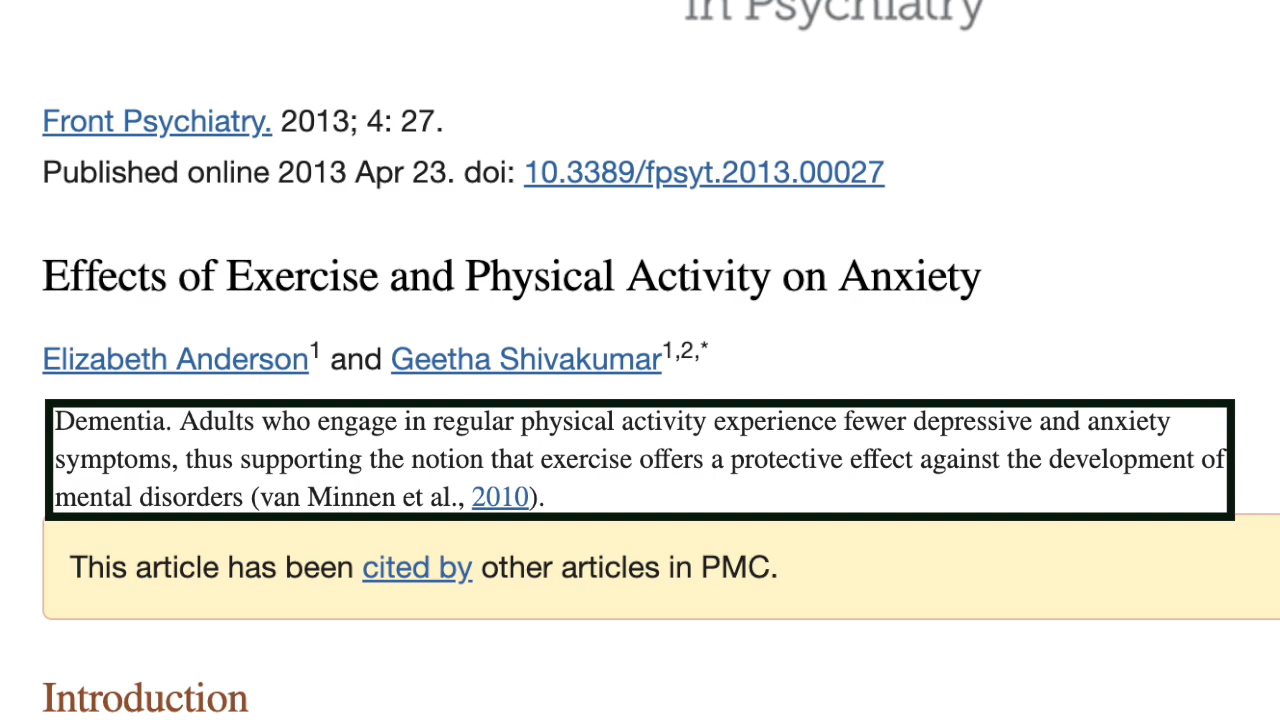 in Psychiatry
Front Psychiatry. 2013; 4: 27.
Published online 2013 Apr 23. doi: 10.3389/fpsyt.2013.00027
Effects of Exercise and Physical Activity on Anxiety
Elizabeth Anderson1 and Geetha Shivakumar1,2,*
Dementia. Adults who engage in regular physical activity experience fewer depressive and anxiety
symptoms, thus supporting the notion that exercise offers a protective effect against the development of
mental disorders (van Minnen et al., 2010).
This article has been cited by other articles in PMC.
Introduction